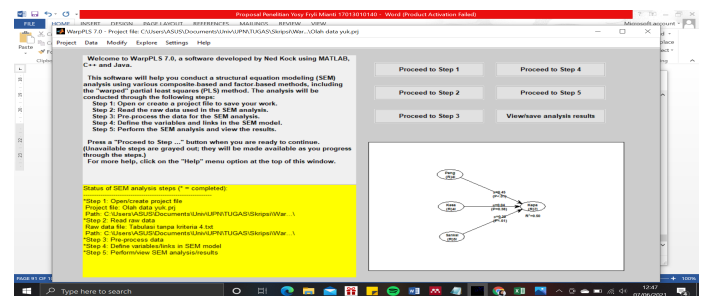 Proposal Penelitian Yosy Fryli Mianti 17013010140 - Word (Product Activation Failed)
FILE HOME INSERT DESIGN PAGE LAYOUT REFERENCES MAILINGS REVIEW VIEW Microsoft account
WarpPLS 7.0 - Project file: C:\Users\ASUS\Documents\Univ\UPN\TUGAS\Skripsi\War...\Olah data yuk.prj
Project Data Modify Explore Settings Help
Paste
Welcome to WarpPLS 7.0, a software developed by Ned Kock using MATLAB,
C++ and Java.
This software will help you conduct a structural equation modeling (SEM)
analysis using various composite-based and factor-based methods, including
the "warped" partial least squares (PLS) method. The analysis will be
conducted through the following steps:
Step 1: Open or create a project file to save your work.
Step 2: Read the raw data used in the SEM analysis.
Step 3: Pre-process the data for the SEM analysis.
Step 4: Define the variables and links in the SEM model.
Step 5: Perform the SEM analysis and view the results.
Press a "Proceed to Step ..." button when you are ready to continue.
(Unavailable steps are grayed out; they will be made available as you progress
through the steps.)
For more help, click on the "Help" menu option at the top of this window.
Proceed to Step 1
Proceed to Step 4
Proceed to Step 2
Proceed to Step 5
Proceed to Step 3
View/save analysis results
Status of SEM analysis steps (* = completed):
*Step 1: Open/create project file
Project file: Olah data yuk.prj
Path: C:\Users\ASUS\Documents\Univ\UPN\TUGAS\Skripsi\War...\
*Step 2: Read raw data
Raw data file: Tabulasi tanpa kriteria 4.txt
Path: C:\Users\ASUS\Documents\Univ\UPN\TUGAS\Skripsi\War...\
*Step 3: Pre-process data
*Step 4: Define variables/links in SEM model
*Step 5: Perform/view SEM analysis/results
100%
Type here to search
12:47
07/06/2021